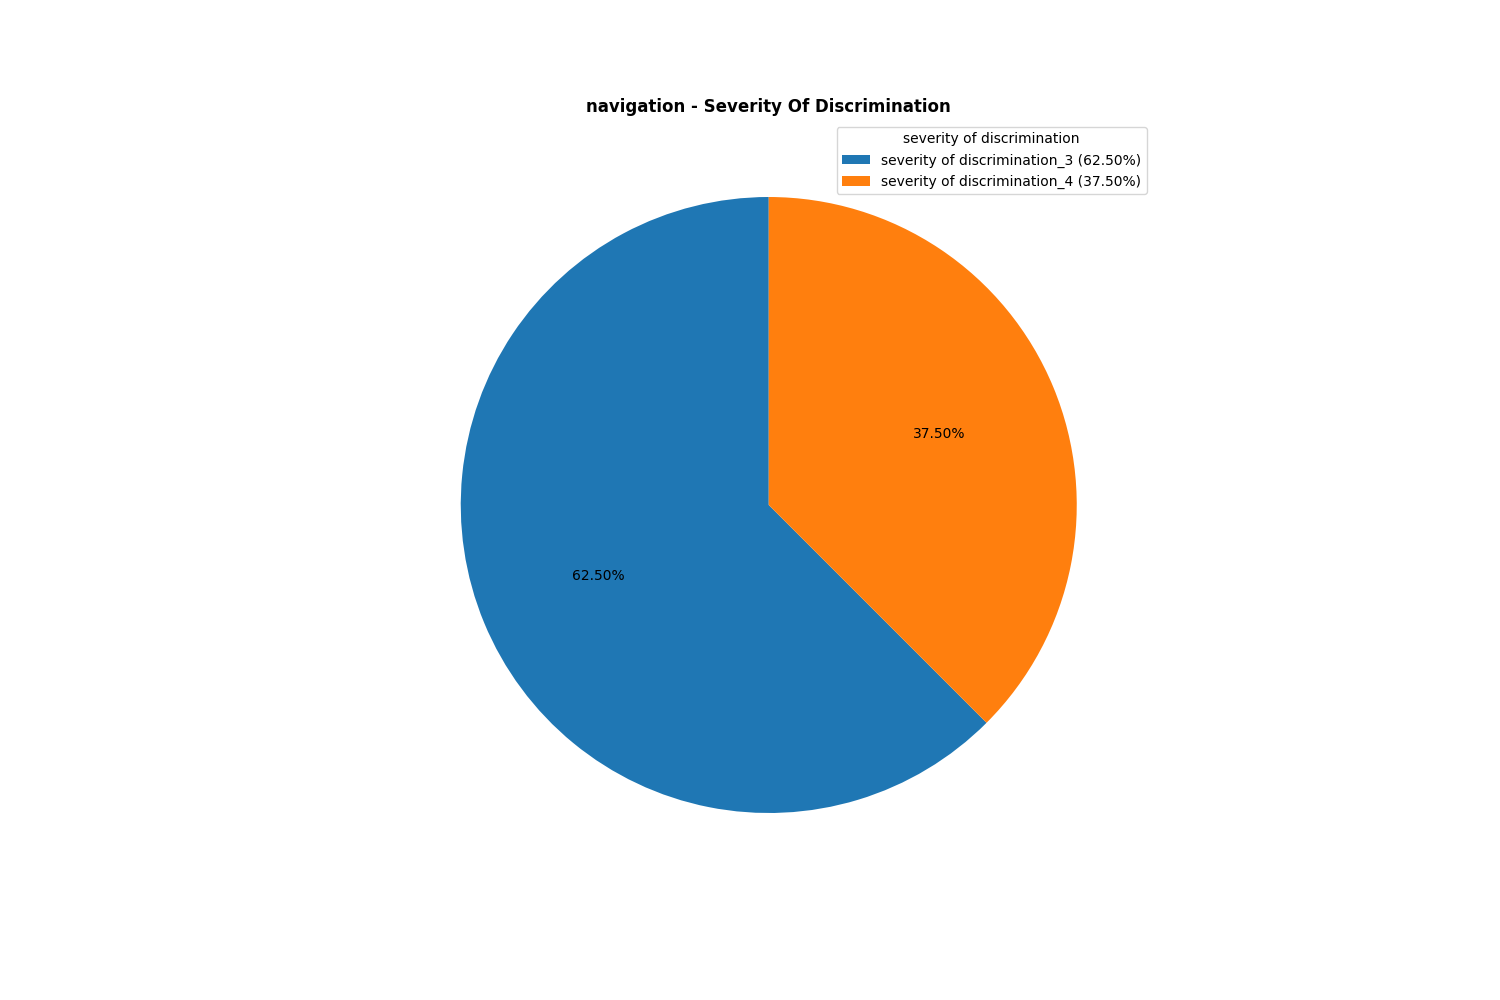 navigation - Severity Of Discrimination
severity of discrimination
severity of discrimination_3 (62.50%)
severity of discrimination_4 (37.50%)
37.50%
62.50%